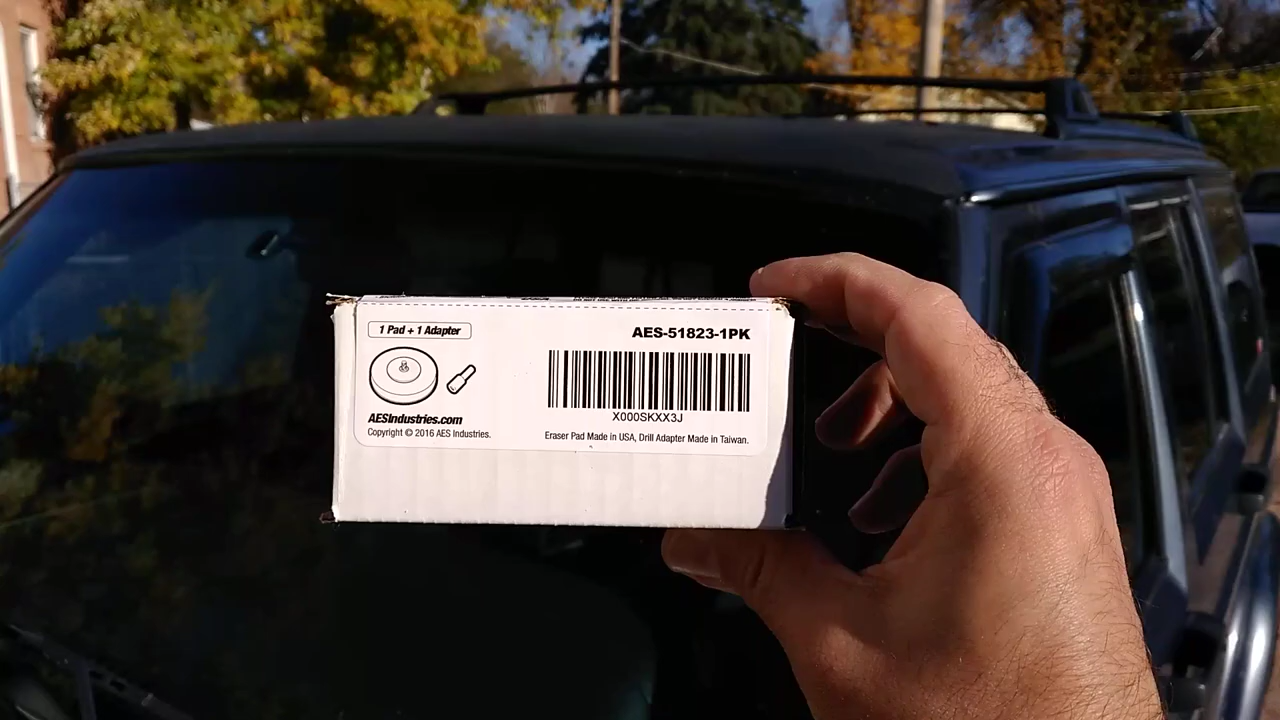 1 Pad + 1 Adapter
AES-51823-1PK
X000SKXX3J
AESIndustries.com
Copyright © 2016 AES Industries.
Eraser Pad Made in USA, Drill Adapter Made in Taiwan.